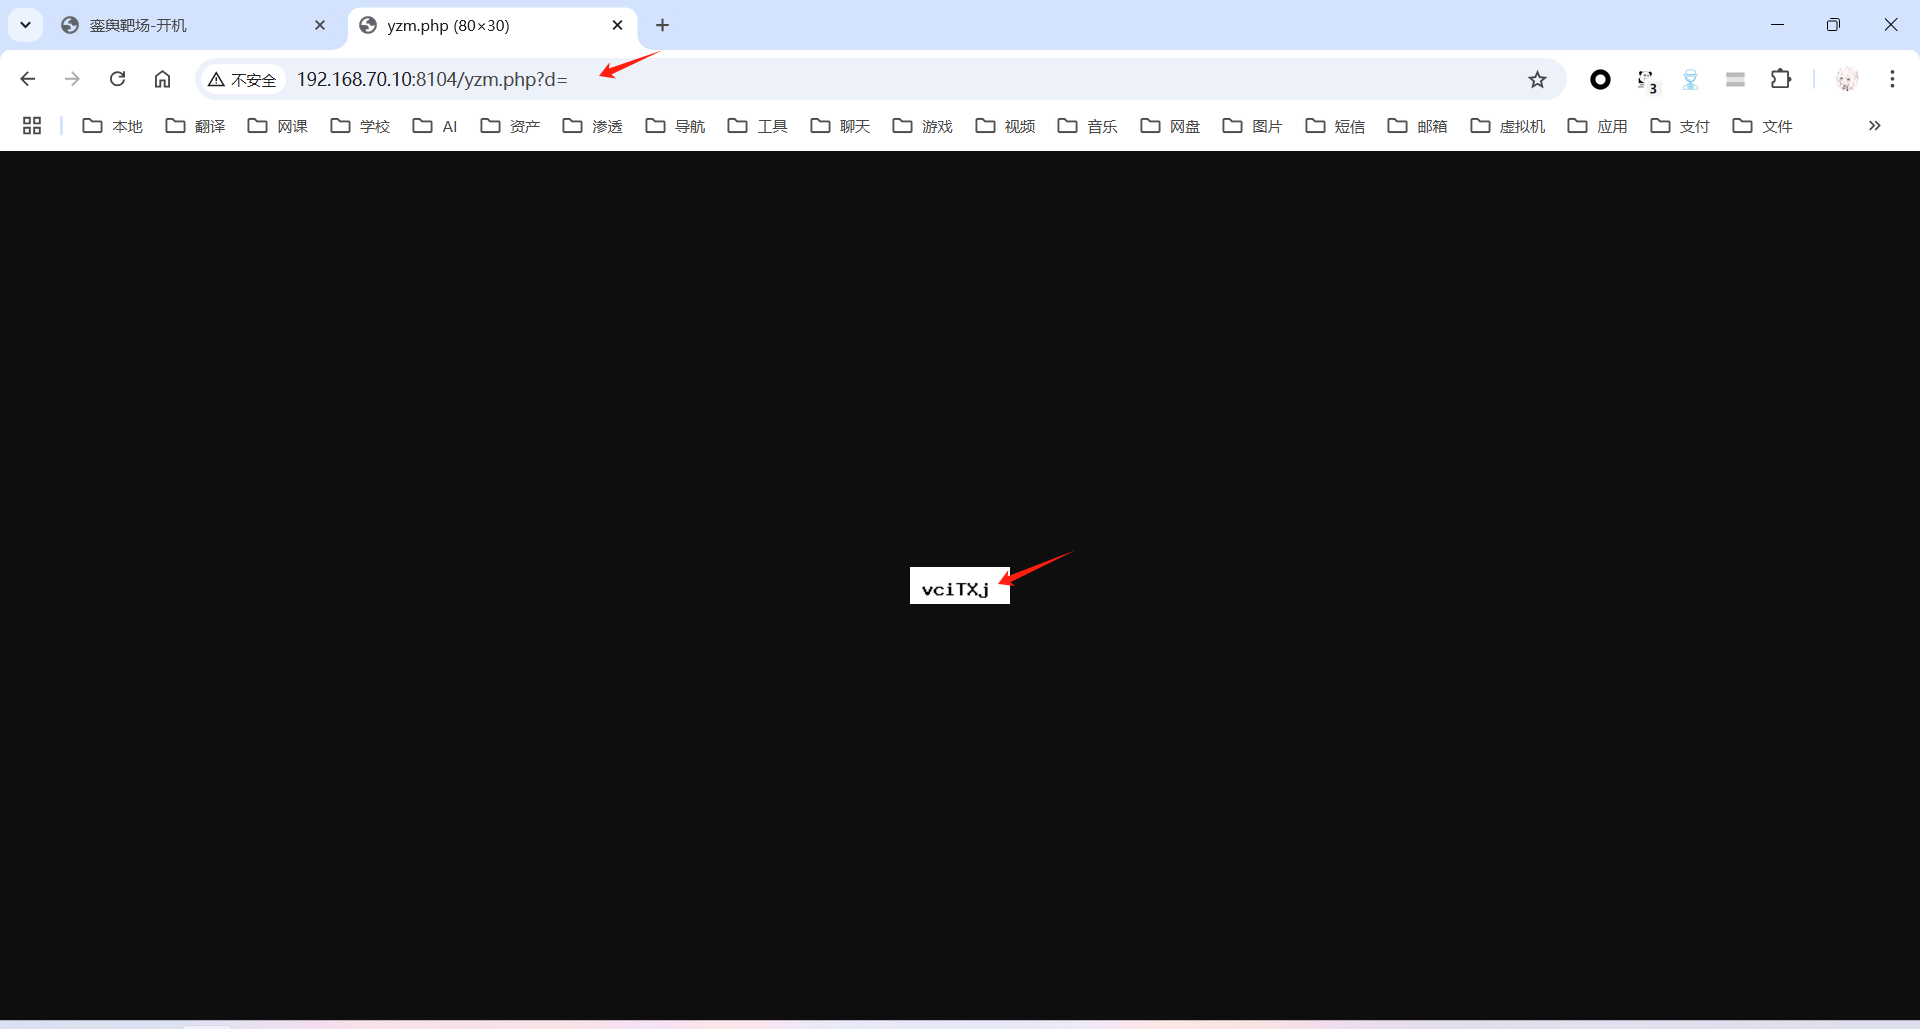 銮舆靶场-开机
yzm.php (80×30)
不安全
192.168.70.10:8104/yzm.php?d=
3
本地 翻译 网课 学校 AI 资产 渗透 导航 工具 聊天 游戏 视频 音乐 网盘 图片 短信 邮箱 虚拟机 应用 支付 文件
vciTXj